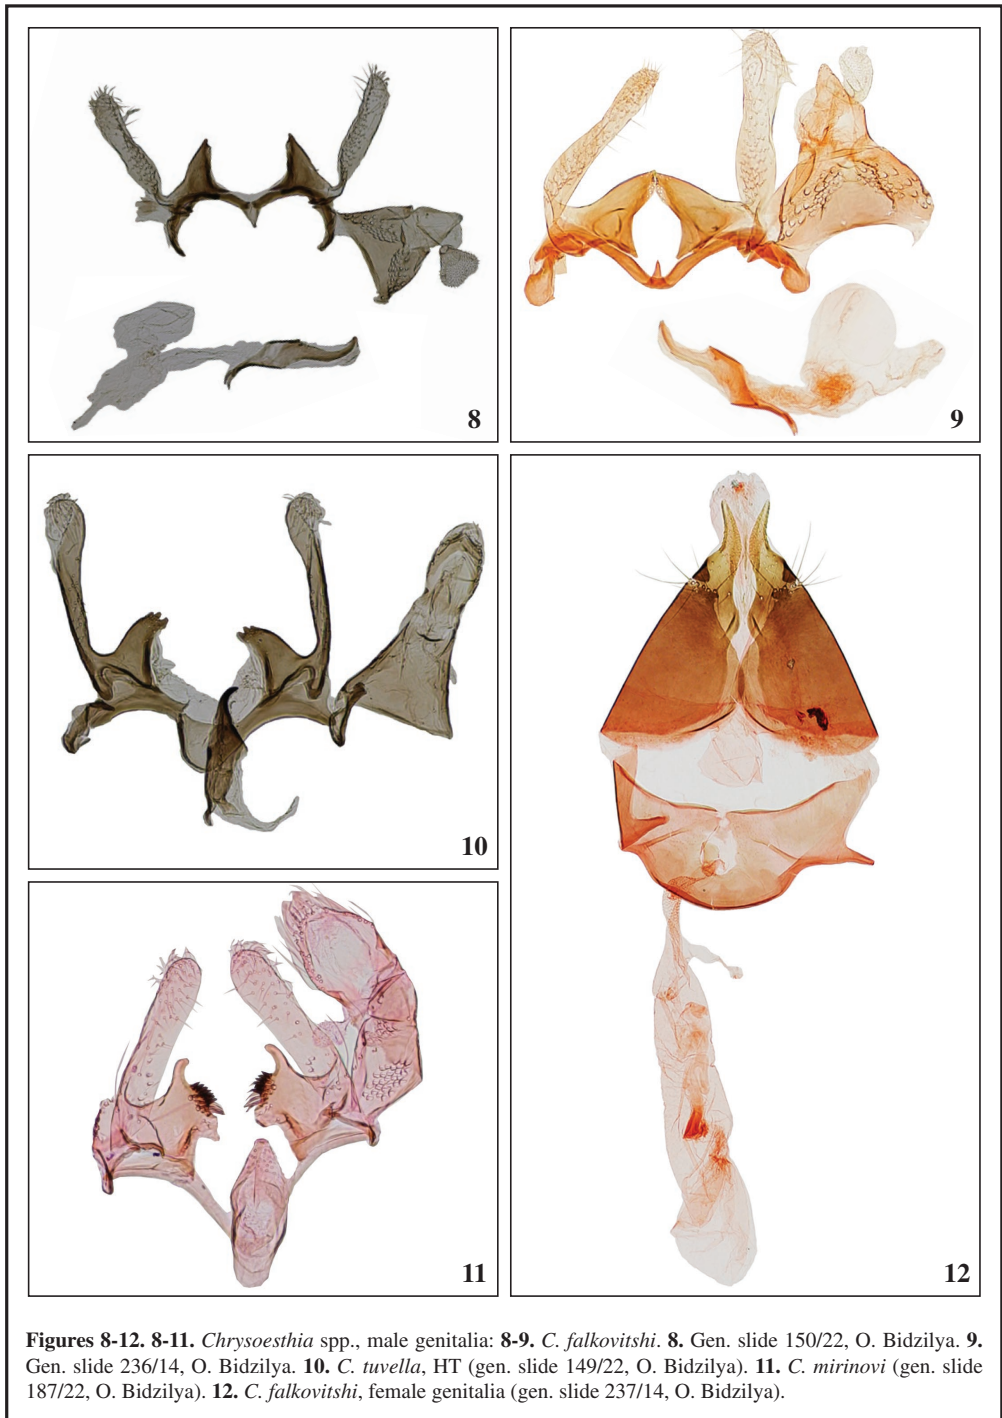 8
9
10
11
12
Figures 8-12. 8-11. Chrysoesthia spp., male genitalia: 8-9. C. falkovitshi. 8. Gen. slide 150/22, O. Bidzilya. 9.
Gen. slide 236/14, O. Bidzilya. 10. C. tuvella, HT (gen. slide 149/22, O. Bidzilya). 11. C. mirinovi (gen. slide
187/22, O. Bidzilya). 12. C. falkovitshi, female genitalia (gen. slide 237/14, O. Bidzilya).